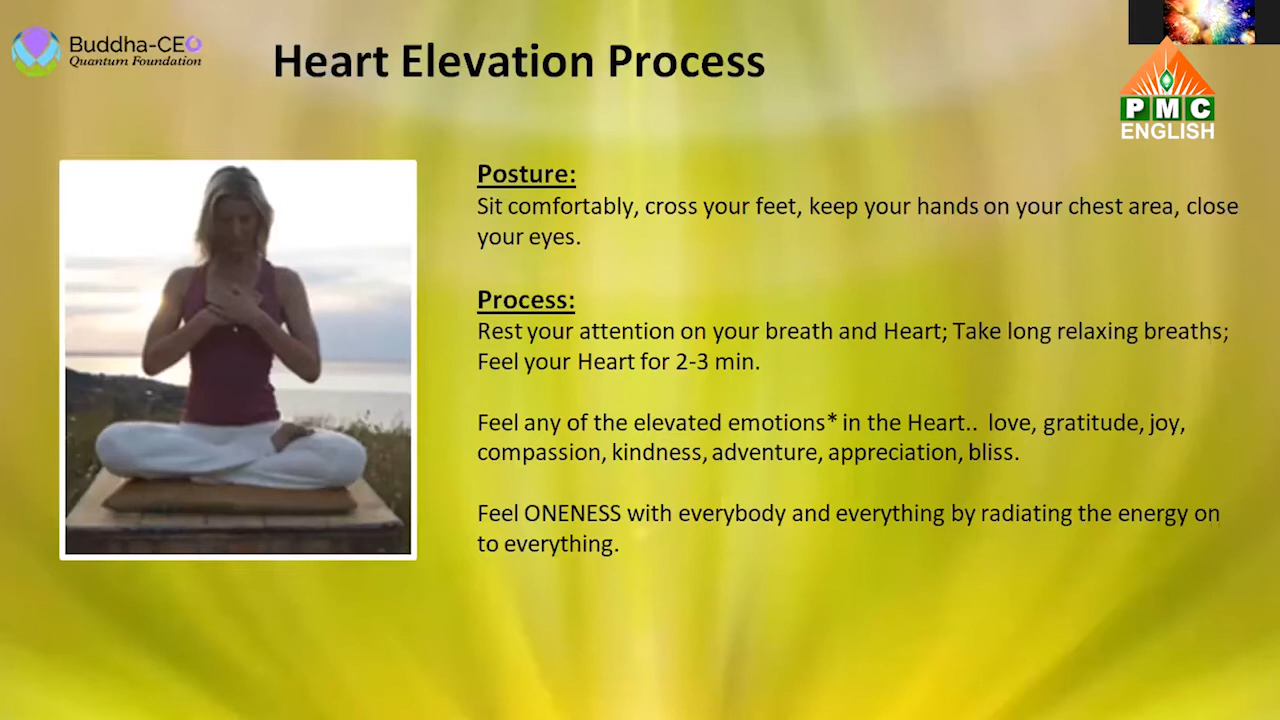 Buddha-CEO
Quantum Foundation
Heart Elevation Process
PMC
ENGLISH
Posture:
Sit comfortably, cross your feet, keep your hands on your chest area, close
your eyes.
Process:
Rest your attention on your breath and Heart; Take long relaxing breaths;
Feel your Heart for 2-3 min.
Feel any of the elevated emotions* in the Heart.. love, gratitude, joy,
compassion, kindness, adventure, appreciation, bliss.
Feel ONENESS with everybody and everything by radiating the energy on
to everything.